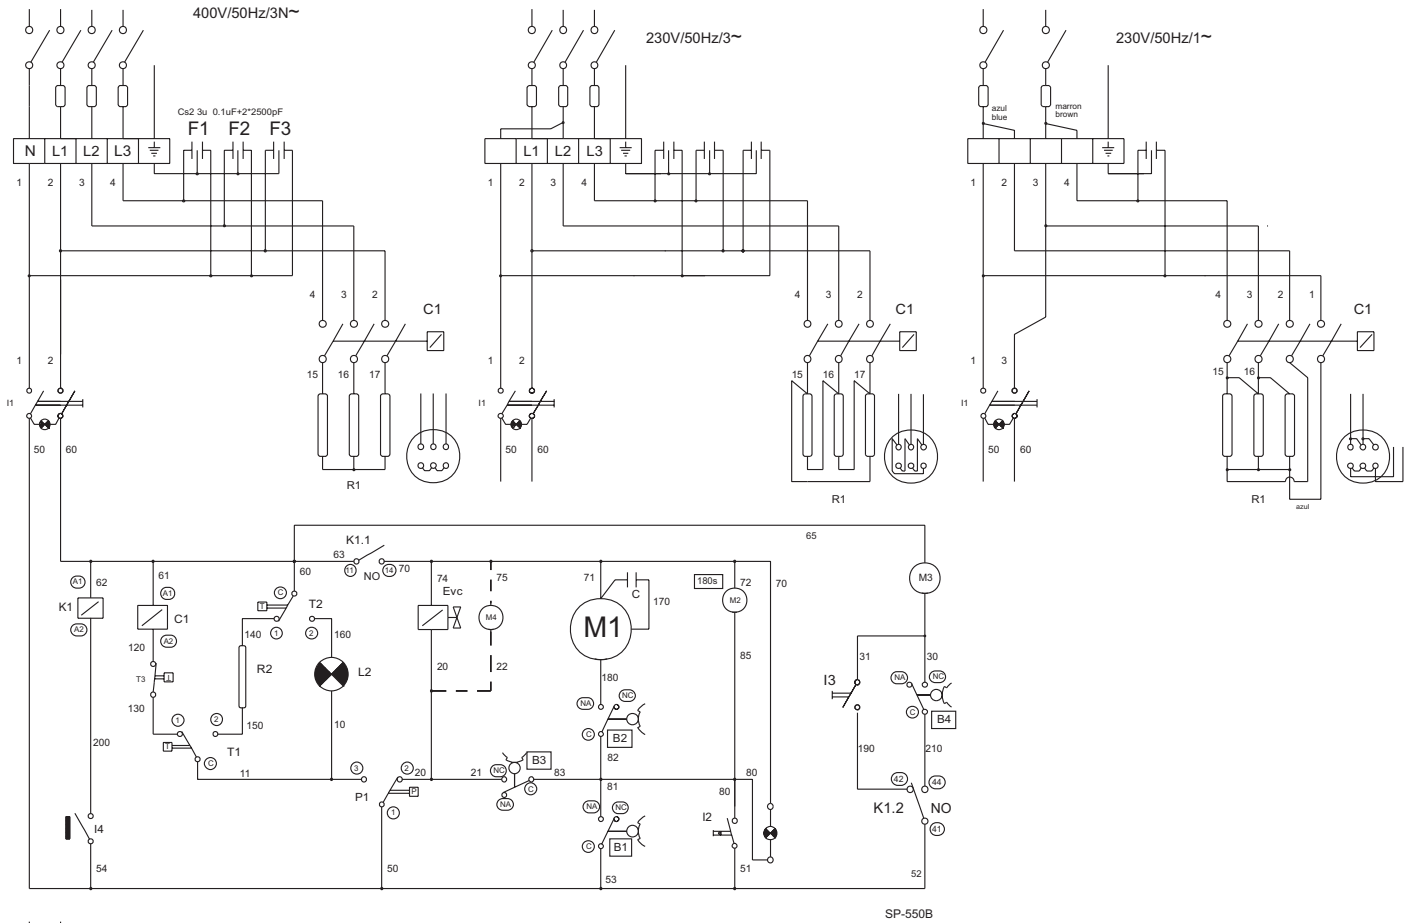 400V/50Hz/3N~
230V/50Hz/3~
230V/50Hz/1~
Cs2 3u 0.1uF+2*2500pF
F1 F2 F3
azul
blue
marron
brown
N L1 L2 L3
L1 L2 L3
1 2 3 4
1 2 3 4
1 2 3 4
4 3 2
C1
4 3 2
C1
4 3 2 1
C1
1 2
1 2
1 3
15 16 17
15 16 17
15 16
I1
I1
I1
50 60
50 60
50 60
R1
R1
R1
azul
65
K1.1
63
11
NO
14
70
60
A1
62
K1
A2
61
A1
C1
A2
120
T3
130
1
2
T
T1
C
150
140
R2
C
T
T2
1
2
160
L2
10
11
74
Evc
20
75
M4
22
71
C
170
M1
180
NA
NC
C
B2
82
180s
72
M2
85
70
M3
31
30
I3
NA
NC
C
B4
190
210
42
44
K1.2
NO
41
52
200
I4
54
3
2
P1
P
1
50
20
21
NC
B3
NA
C
83
81
NA
NC
C
B1
53
80
80
I2
51
SP-550B